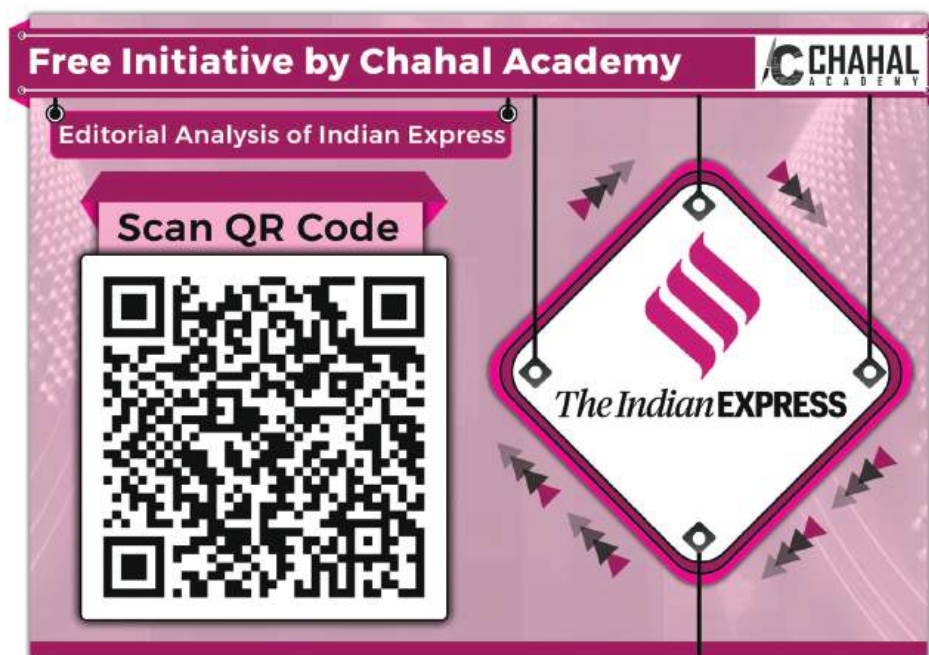 Free Initiative by Chahal Academy
CHAHAL
ACADEMY
Editorial Analysis of Indian Express
Scan QR Code
The Indian EXPRESS